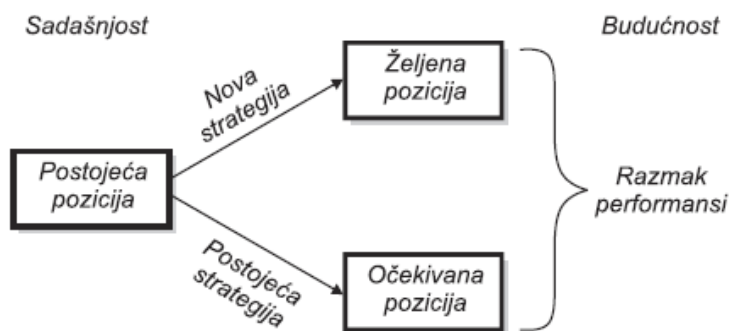 Sadašnjost
Budućnost
Željena
pozicija
Nova
strategija
Postojeća
pozicija
Razmak
performansi
Postojeća
strategija
Očekivana
pozicija